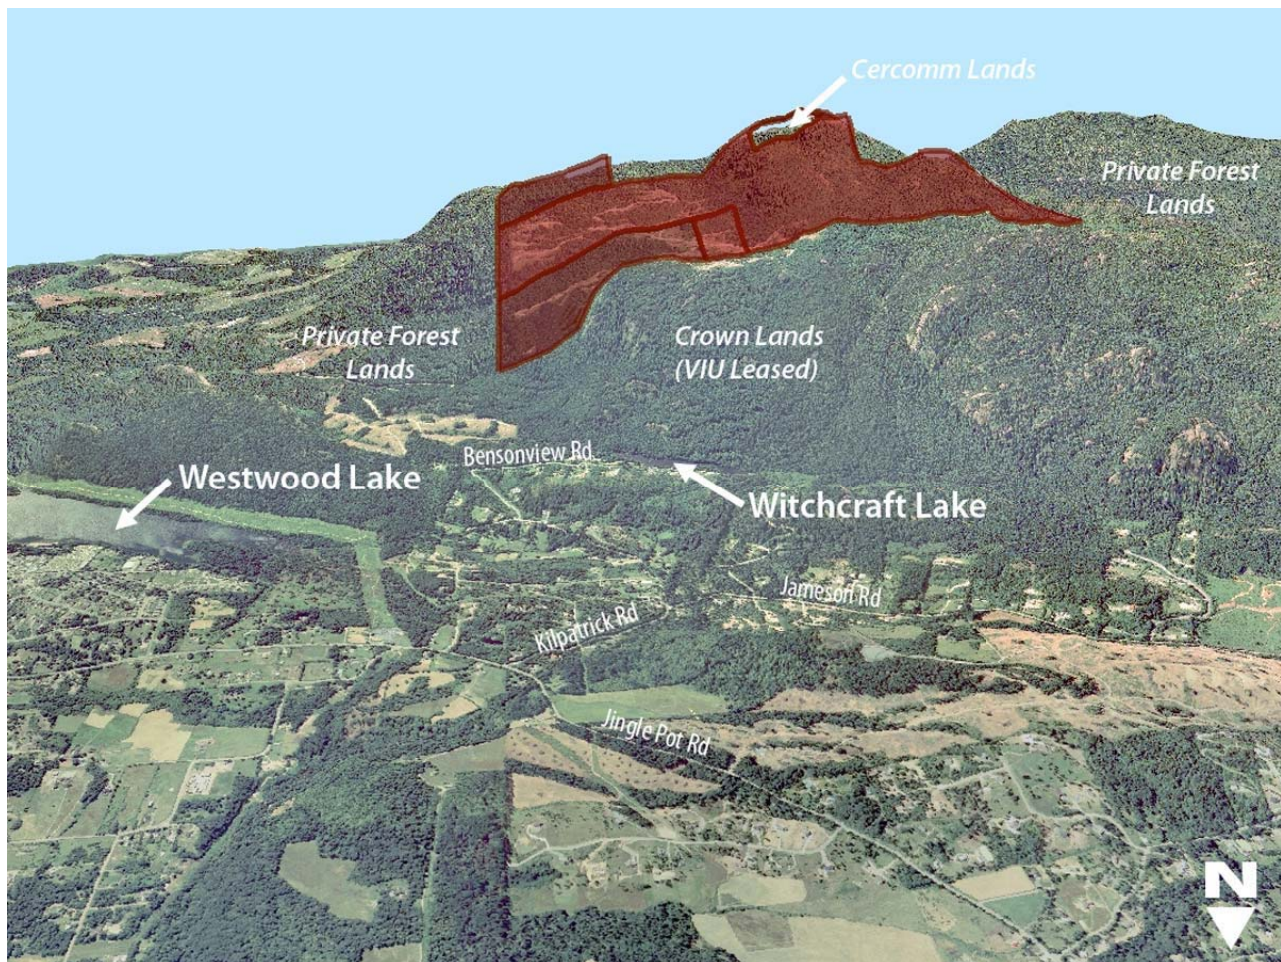 Cercomm Lands
Private Forest
Lands
Private Forest
Lands
Crown Lands
(VIU Leased)
Bensonview Rd
Westwood Lake
Witchcraft Lake
Jameson Rd
Kilpatrick Rd
Jingle Pot Rd
N